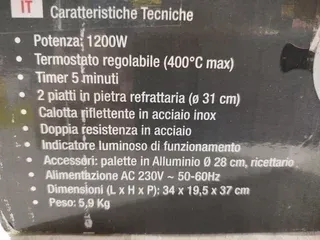 IT Caratteristiche Tecniche
• Potenza: 1200W
• Termostato regolabile (400°C max)
• Timer 5 minuti
• 2 piatti in pietra refrattaria (ø 31 cm)
• Calotta riflettente in acciaio inox
• Doppia resistenza in acciaio
• Indicatore luminoso di funzionamento
• Accessori: palette in Alluminio Ø 28 cm, ricettario
• Alimentazione AC 230V ~ 50-60Hz
• Dimensioni (L x H x P): 34 x 19,5 x 37 cm
• Peso: 5,9 Kg